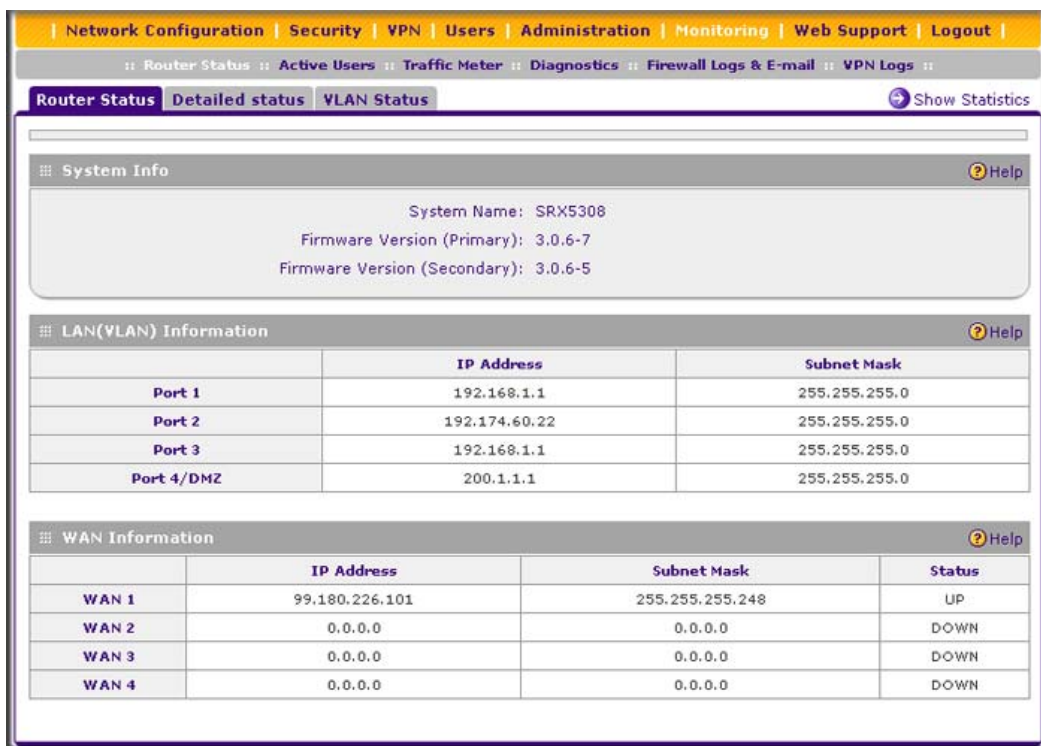 | Network Configuration | Security | VPN | Users | Administration | Monitoring | Web Support | Logout |
:: Router Status :: Active Users :: Traffic Meter :: Diagnostics :: Firewall Logs & E-mail :: VPN Logs ::
Router Status Detailed status VLAN Status Show Statistics
System Info ? Help
System Name: SRX5308
Firmware Version (Primary): 3.0.6-7
Firmware Version (Secondary): 3.0.6-5
LAN(VLAN) Information ? Help
IP Address Subnet Mask
Port 1 192.168.1.1 255.255.255.0
Port 2 192.174.60.22 255.255.255.0
Port 3 192.168.1.1 255.255.255.0
Port 4/DMZ 200.1.1.1 255.255.255.0
WAN Information ? Help
IP Address Subnet Mask Status
WAN 1 99.180.226.101 255.255.255.248 UP
WAN 2 0.0.0.0 0.0.0.0 DOWN
WAN 3 0.0.0.0 0.0.0.0 DOWN
WAN 4 0.0.0.0 0.0.0.0 DOWN